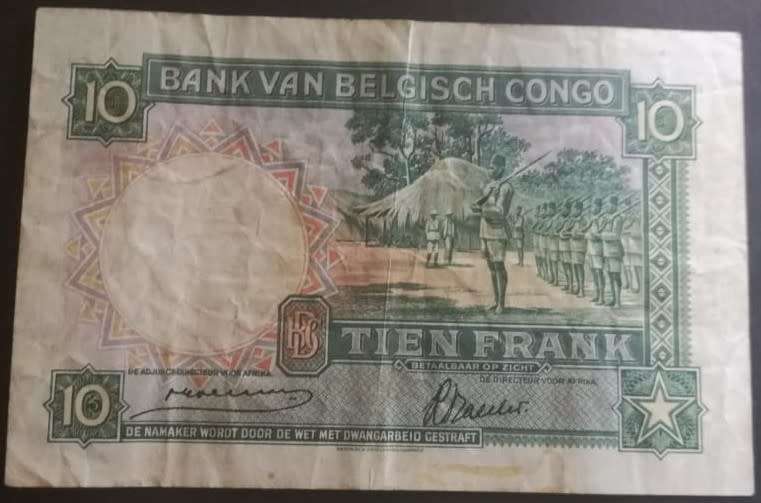 10
BANK VAN BELGISCH CONGO
10
TIEN FRANK
BETAALBAAR OP ZICHT
DE ADJUNCT-DIRECTEUR VOOR AFRIKA,
DE DIRECTEUR VOOR AFRIKA,
10
DE NAMAKER WORDT DOOR DE WET MET DWANGARBEID GESTRAFT